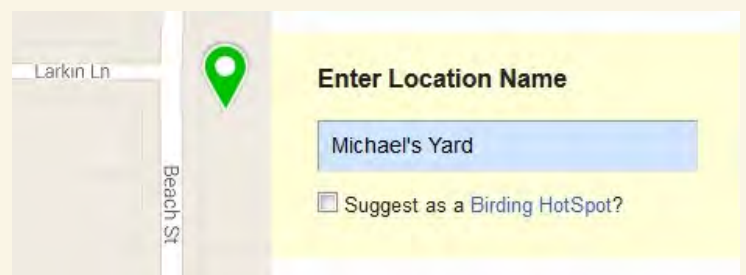 Larkin Ln
Beach St
Enter Location Name
Michael's Yard
Suggest as a Birding HotSpot?